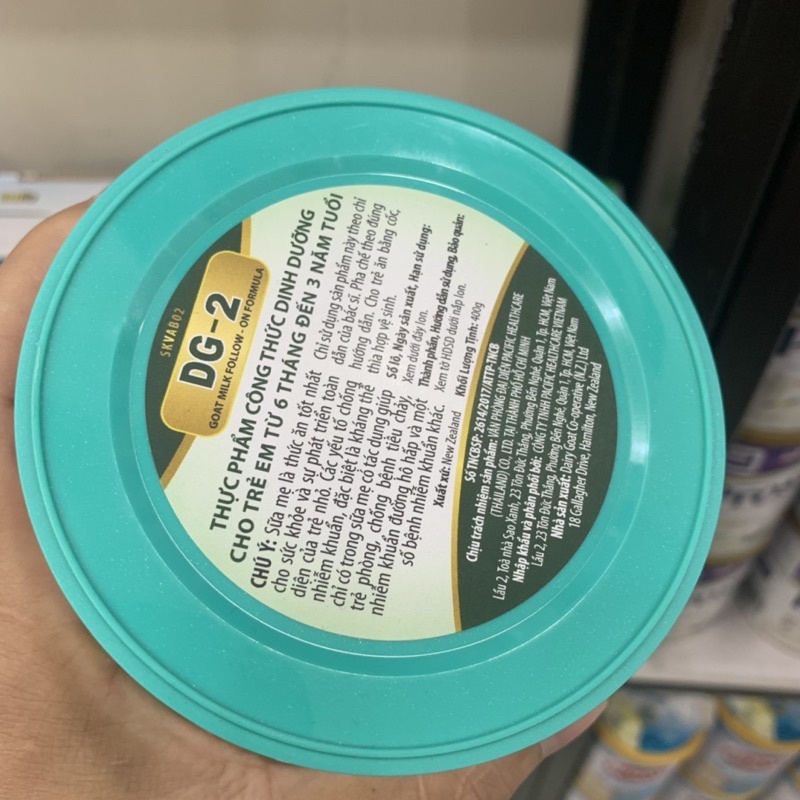 SKVAB02
DG-2
GOAT MILK FOLLOW - ON FORMULA
THỰC PHẨM CÔNG THỨC DINH DƯỠNG
CHO TRẺ EM TỪ 6 THÁNG ĐẾN 3 NĂM TUỔI
CHÚ Ý: Sữa mẹ là thức ăn tốt nhất
cho sức khỏe và sự phát triển toàn
diện của trẻ nhỏ. Các yếu tố chống
nhiễm khuẩn, đặc biệt là kháng thể
chỉ có trong sữa mẹ có tác dụng giúp
trẻ phòng, chống bệnh tiêu chảy,
nhiễm khuẩn đường hô hấp và một
số bệnh nhiễm khuẩn khác.
Xuất xứ: New Zealand
Chỉ sử dụng sản phẩm này theo chỉ
dẫn của bác sĩ. Pha chế theo đúng
hướng dẫn. Cho trẻ ăn bằng cốc,
thìa hợp vệ sinh.
Số lô, Ngày sản xuất, Hạn sử dụng:
Xem dưới đáy lon.
Thành phần, Hướng dẫn sử dụng, Bảo quản:
Xem tờ HDSD dưới nắp lon.
Khối Lượng Tịnh: 400g
Số TNCBSP: 2614/2017/ATTP-TNCB
Chịu trách nhiệm sản phẩm: VĂN PHÒNG ĐẠI DIỆN PACIFIC HEALTHCARE
(THAILAND) CO., LTD. TẠI THÀNH PHỐ HỒ CHÍ MINH
Lầu 2, Toà nhà Sao Xanh, 23 Tôn Đức Thắng, Phường Bến Nghé, Quận 1, Tp. HCM, Việt Nam
Nhập khẩu và phân phối bởi: CÔNG TY TNHH PACIFIC HEALTHCARE VIETNAM
Lầu 2, 23 Tôn Đức Thắng, Phường Bến Nghé, Quận 1, Tp. HCM, Việt Nam
Nhà sản xuất: Dairy Goat Co-operative (N.Z.) Ltd
18 Gallagher Drive, Hamilton, New Zealand